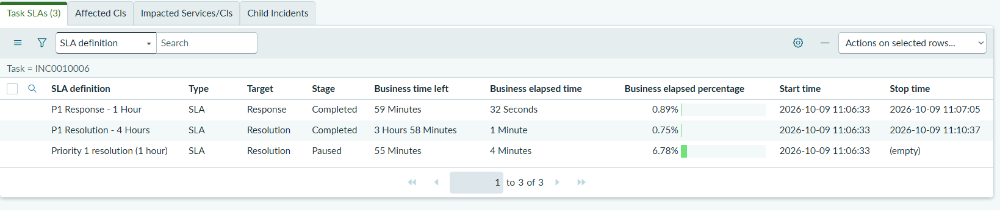 Task SLAs (3) Affected CIs Impacted Services/CIs Child Incidents
SLA definition Search Actions on selected rows...
Task = INC0010006
SLA definition Type Target Stage Business time left Business elapsed time Business elapsed percentage Start time Stop time
P1 Response - 1 Hour SLA Response Completed 59 Minutes 32 Seconds 0.89% 2026-10-09 11:06:33 2026-10-09 11:07:05
P1 Resolution - 4 Hours SLA Resolution Completed 3 Hours 58 Minutes 1 Minute 0.75% 2026-10-09 11:06:33 2026-10-09 11:10:37
Priority 1 resolution (1 hour) SLA Resolution Paused 55 Minutes 4 Minutes 6.78% 2026-10-09 11:06:33 (empty)
1 to 3 of 3